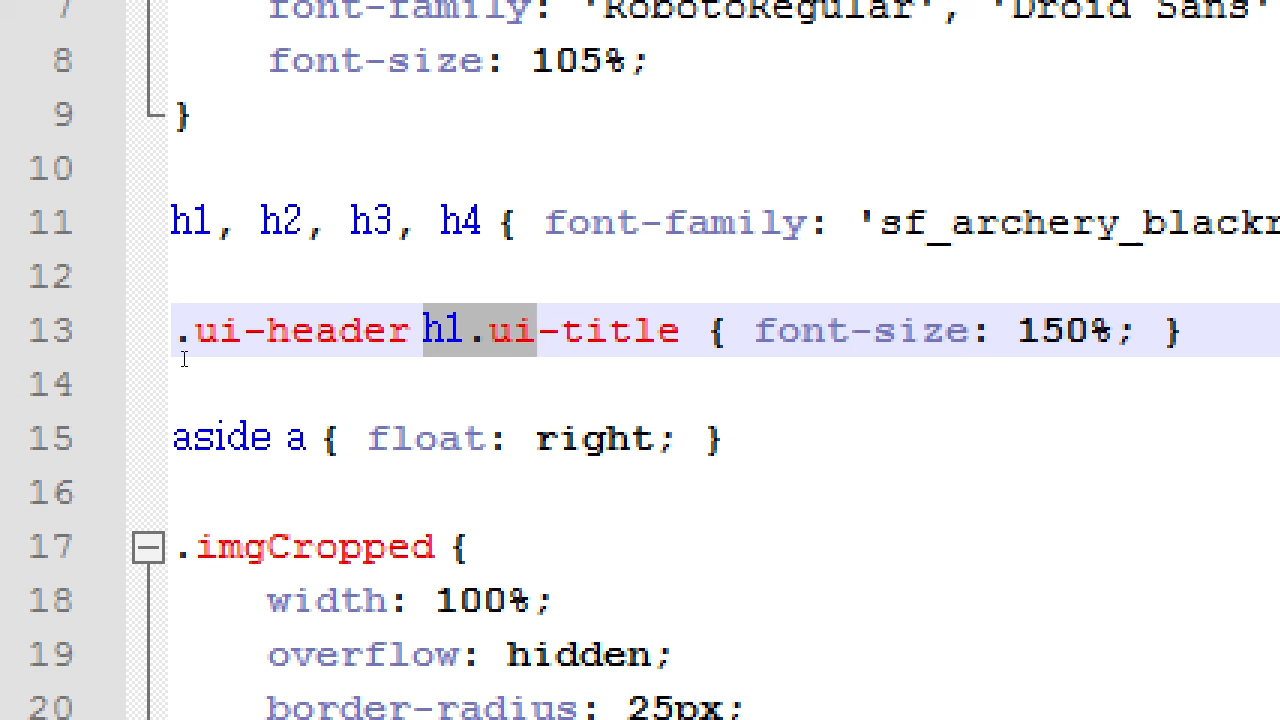 7 font-family: 'RobotoRegular', 'Droid Sans'
8 font-size: 105%;
9 }
10
11 h1, h2, h3, h4 { font-family: 'sf_archery_blackr
12
13 .ui-header h1.ui-title { font-size: 150%; }
14
15 aside a { float: right; }
16
17 .imgCropped {
18 width: 100%;
19 overflow: hidden;
20 border-radius: 25px;